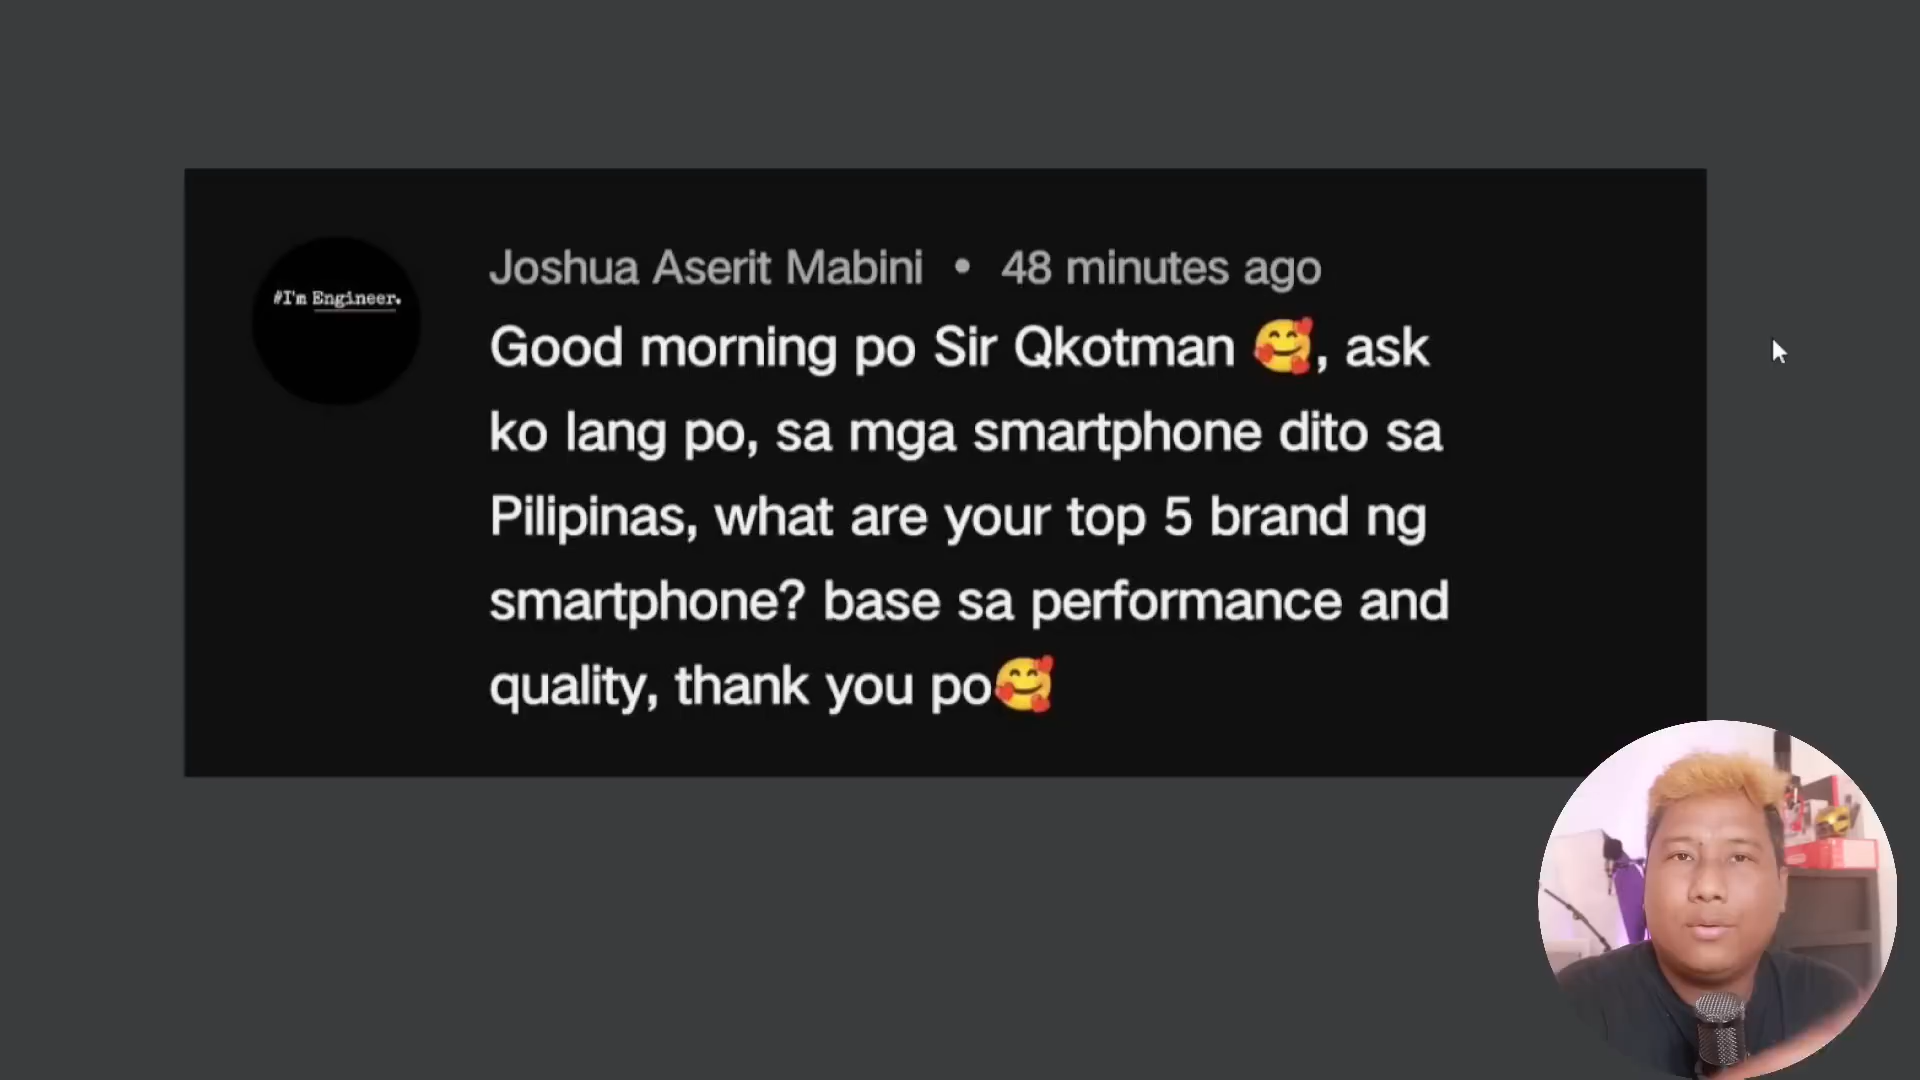 #I'm Engineer.
Joshua Aserit Mabini • 48 minutes ago
Good morning po Sir Qkotman 🥰, ask
ko lang po, sa mga smartphone dito sa
Pilipinas, what are your top 5 brand ng
smartphone? base sa performance and
quality, thank you po🥰